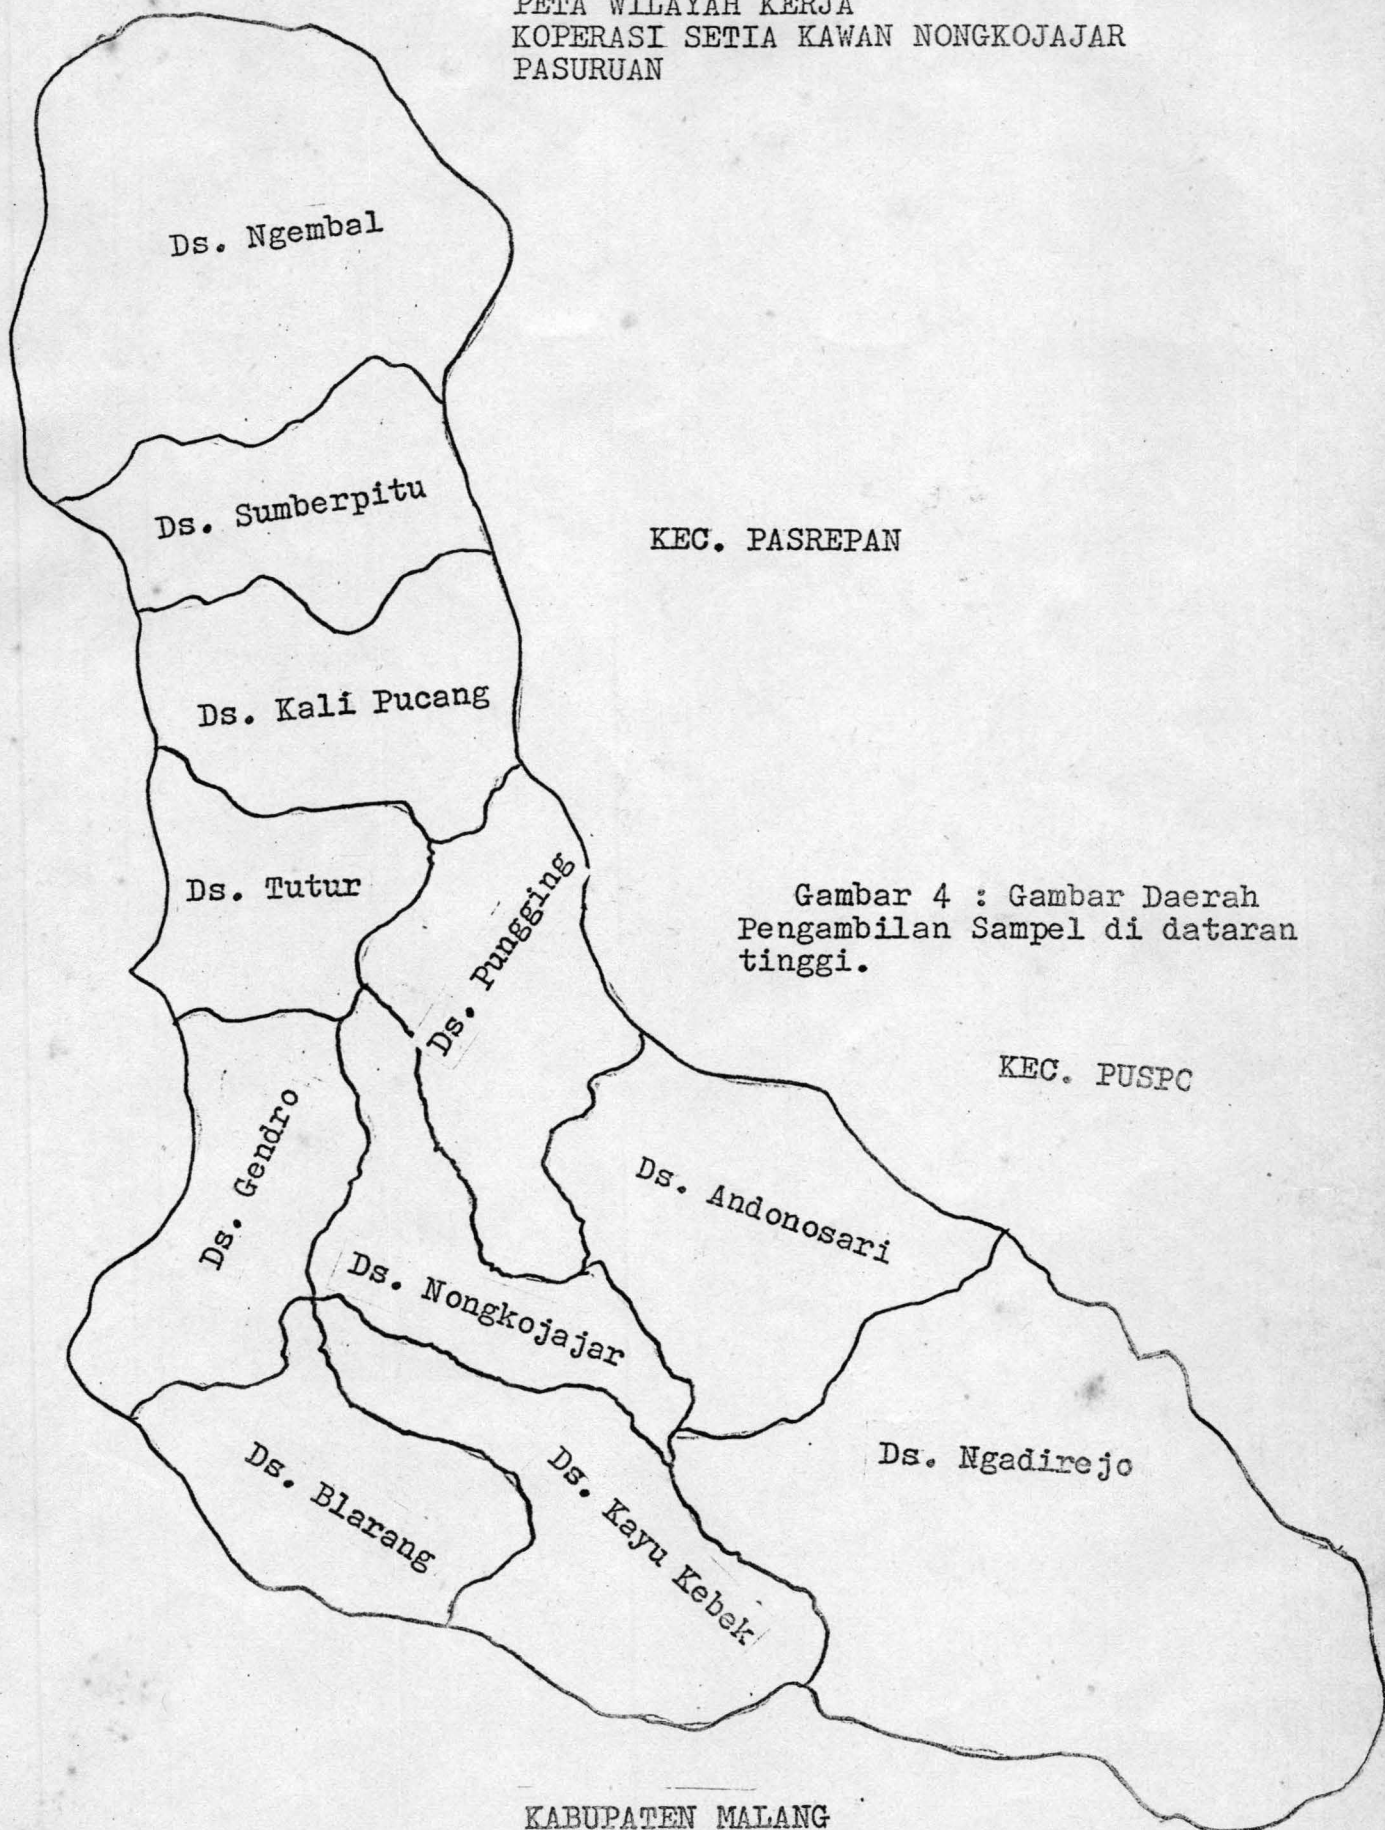 PETA WILAYAH KERJA
KOPERASI SETIA KAWAN NONGKOJAJAR
PASURUAN
Ds. Ngembal
Ds. Sumberpitu
KEC. PASREPAN
Ds. Kali Pucang
Ds. Tutur
Ds. Pungging
Gambar 4 : Gambar Daerah
Pengambilan Sampel di dataran
tinggi.
KEC. PUSPO
Ds. Gendro
Ds. Andonosari
Ds. Nongkojajar
Ds. Ngadirejo
Ds. Blarang
Ds. Kayu Kebek
KABUPATEN MALANG